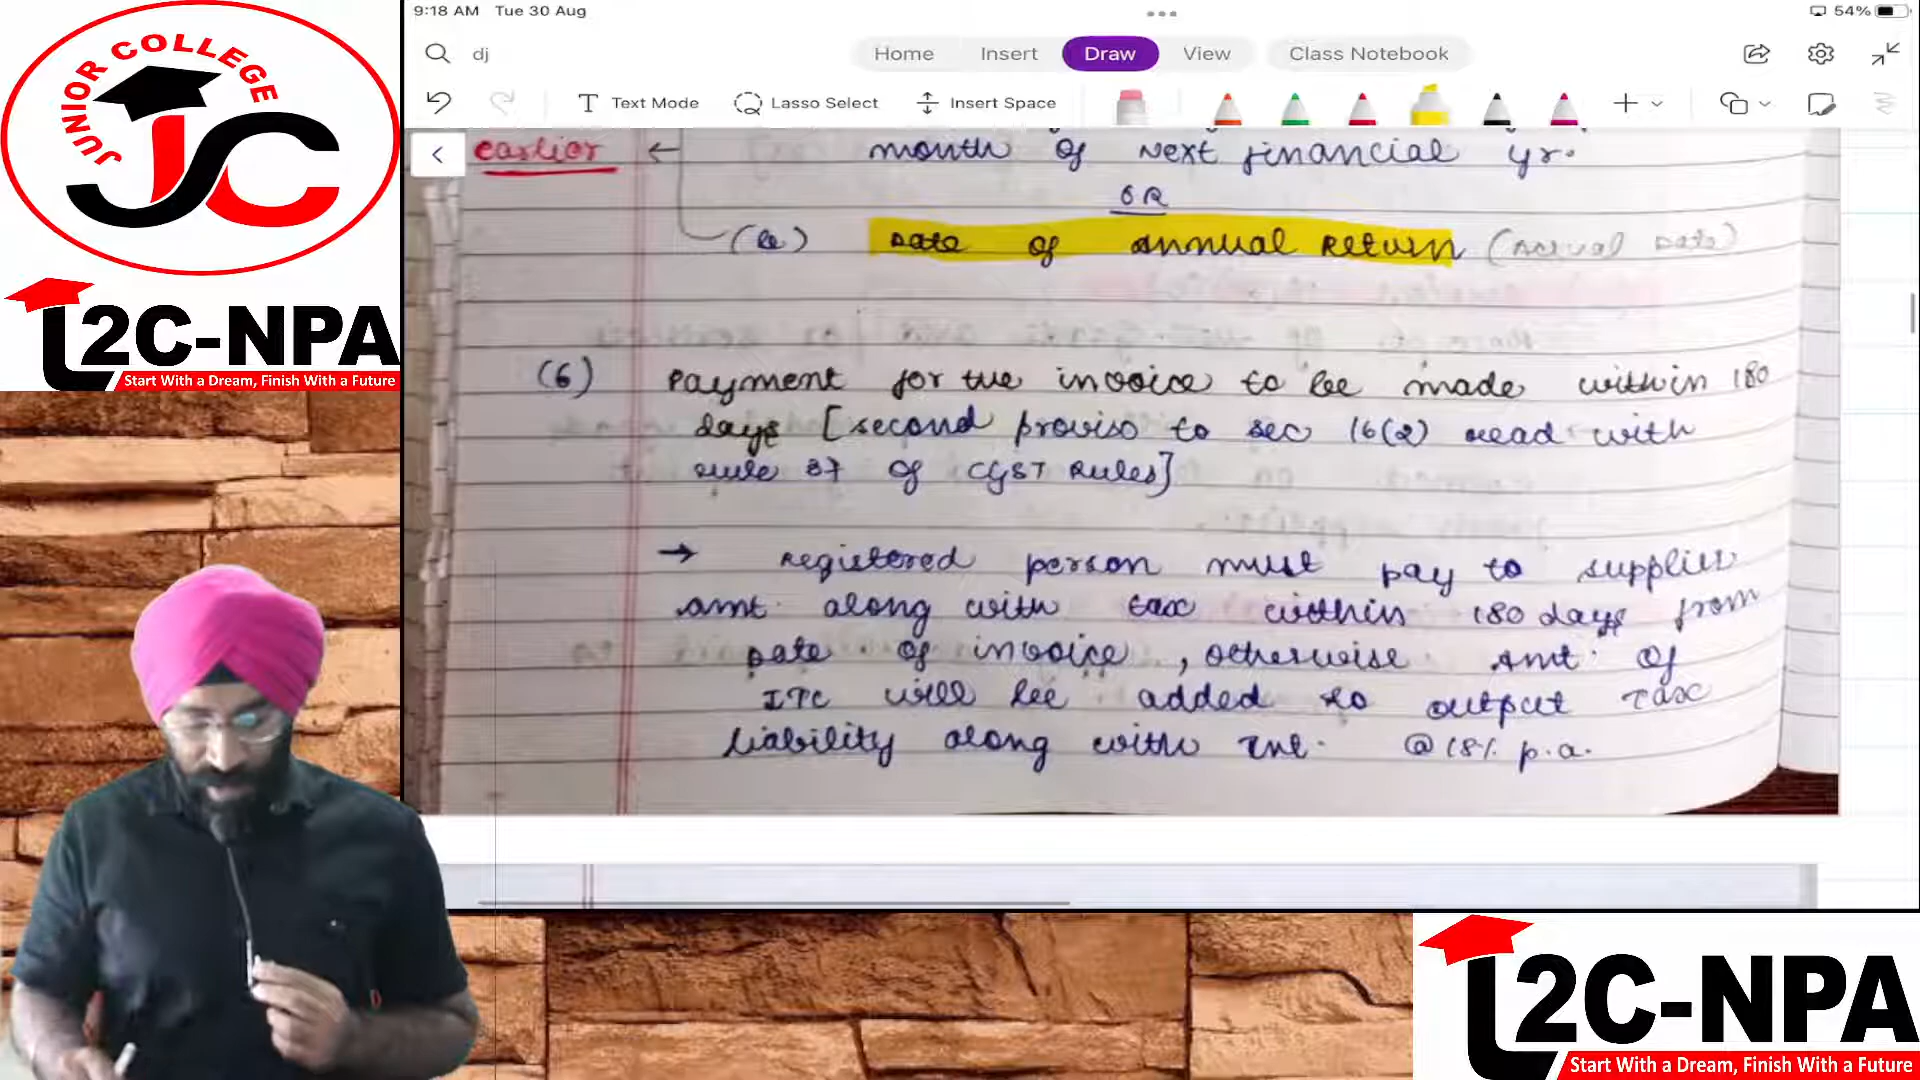 JUNIOR COLLEGE
JC
L2C-NPA
Start With a Dream, Finish With a Future
9:18 AM Tue 30 Aug
54%
dj
Home Insert Draw View Class Notebook
Text Mode Lasso Select Insert Space
earlier ← month of Next financial yr.
OR
(b) Date of Annual Return (Actual Date)
(6) Payment for the invoice to be made within 180
days [second proviso to sec 16(2) read with
rule 37 of CGST Rules]
→ registered person must pay to supplier
amt. along with tax within 180 days from
date of invoice, otherwise Amt. of
ITC will be added to output Tax
liability along with Int. @ 18% p.a.
L2C-NPA
Start With a Dream, Finish With a Future